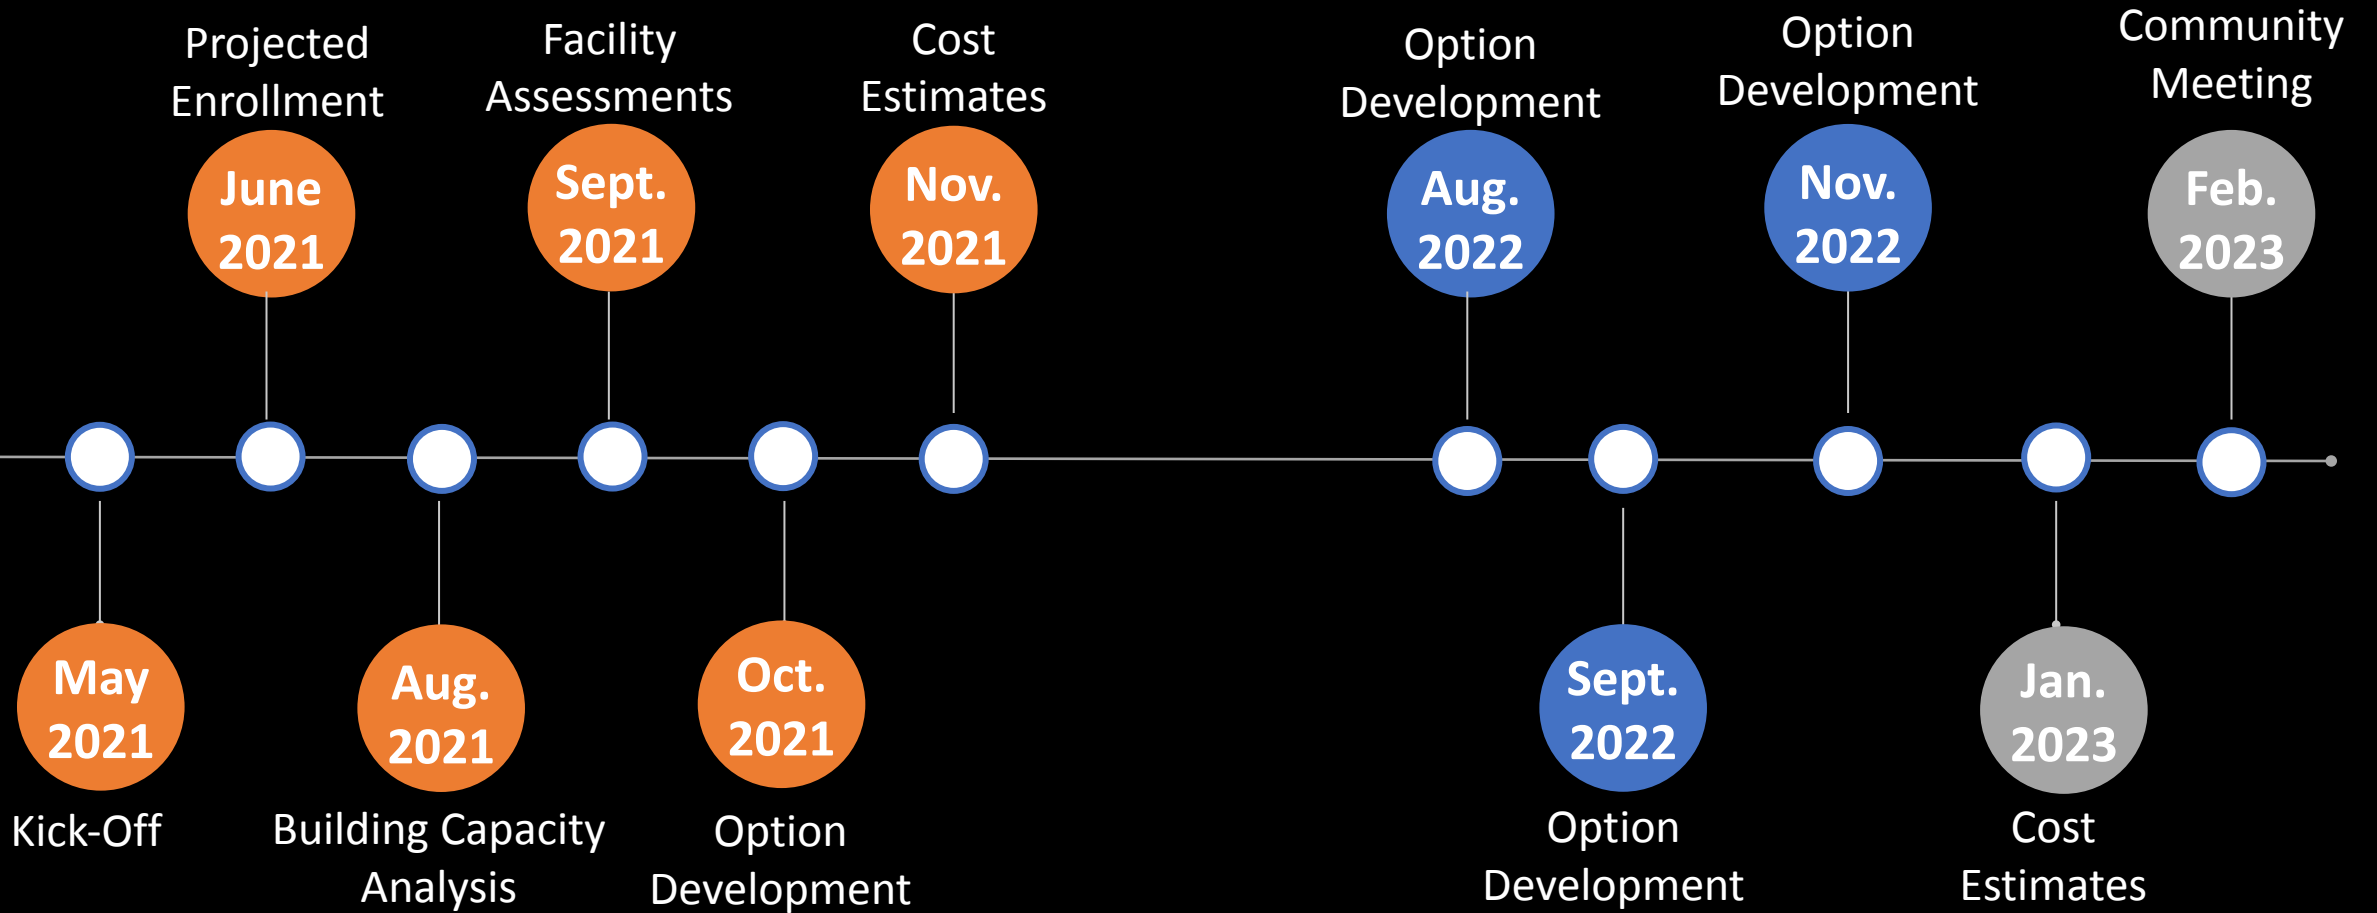 Projected
Enrollment
June
2021
Facility
Assessments
Sept.
2021
Cost
Estimates
Nov.
2021
Option
Development
Aug.
2022
Option
Development
Nov.
2022
Community
Meeting
Feb.
2023
May
2021
Kick-Off
Aug.
2021
Building Capacity
Analysis
Oct.
2021
Option
Development
Sept.
2022
Option
Development
Jan.
2023
Cost
Estimates